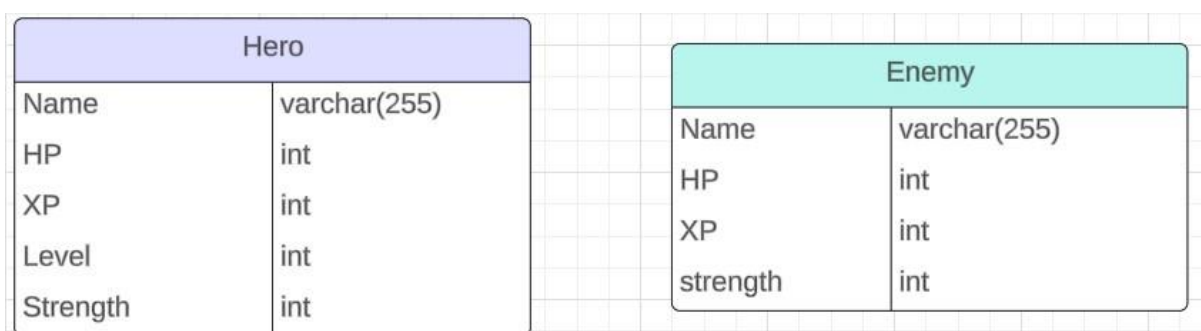 Hero
Name varchar(255)
HP int
XP int
Level int
Strength int
Enemy
Name varchar(255)
HP int
XP int
strength int